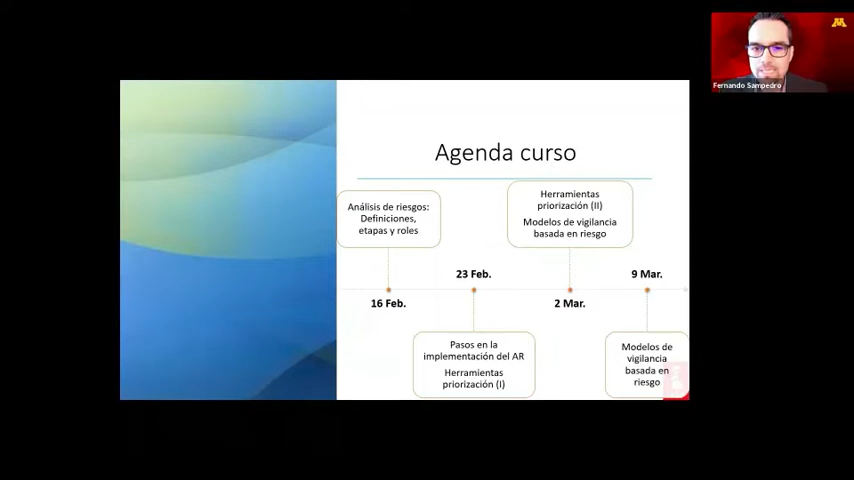 Fernando Sampedro
Agenda curso
Análisis de riesgos:
Definiciones,
etapas y roles
Herramientas
priorización (II)
Modelos de vigilancia
basada en riesgo
23 Feb.
9 Mar.
16 Feb.
2 Mar.
Pasos en la
implementación del AR
Herramientas
priorización (I)
Modelos de
vigilancia
basada en
riesgo